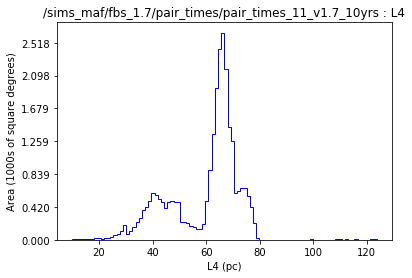 /sims_maf/fbs_1.7/pair_times/pair_times_11_v1.7_10yrs : L4
2.518
2.098
1.679
1.259
0.839
0.420
0.000
Area (1000s of square degrees)
20 40 60 80 100 120
L4 (pc)